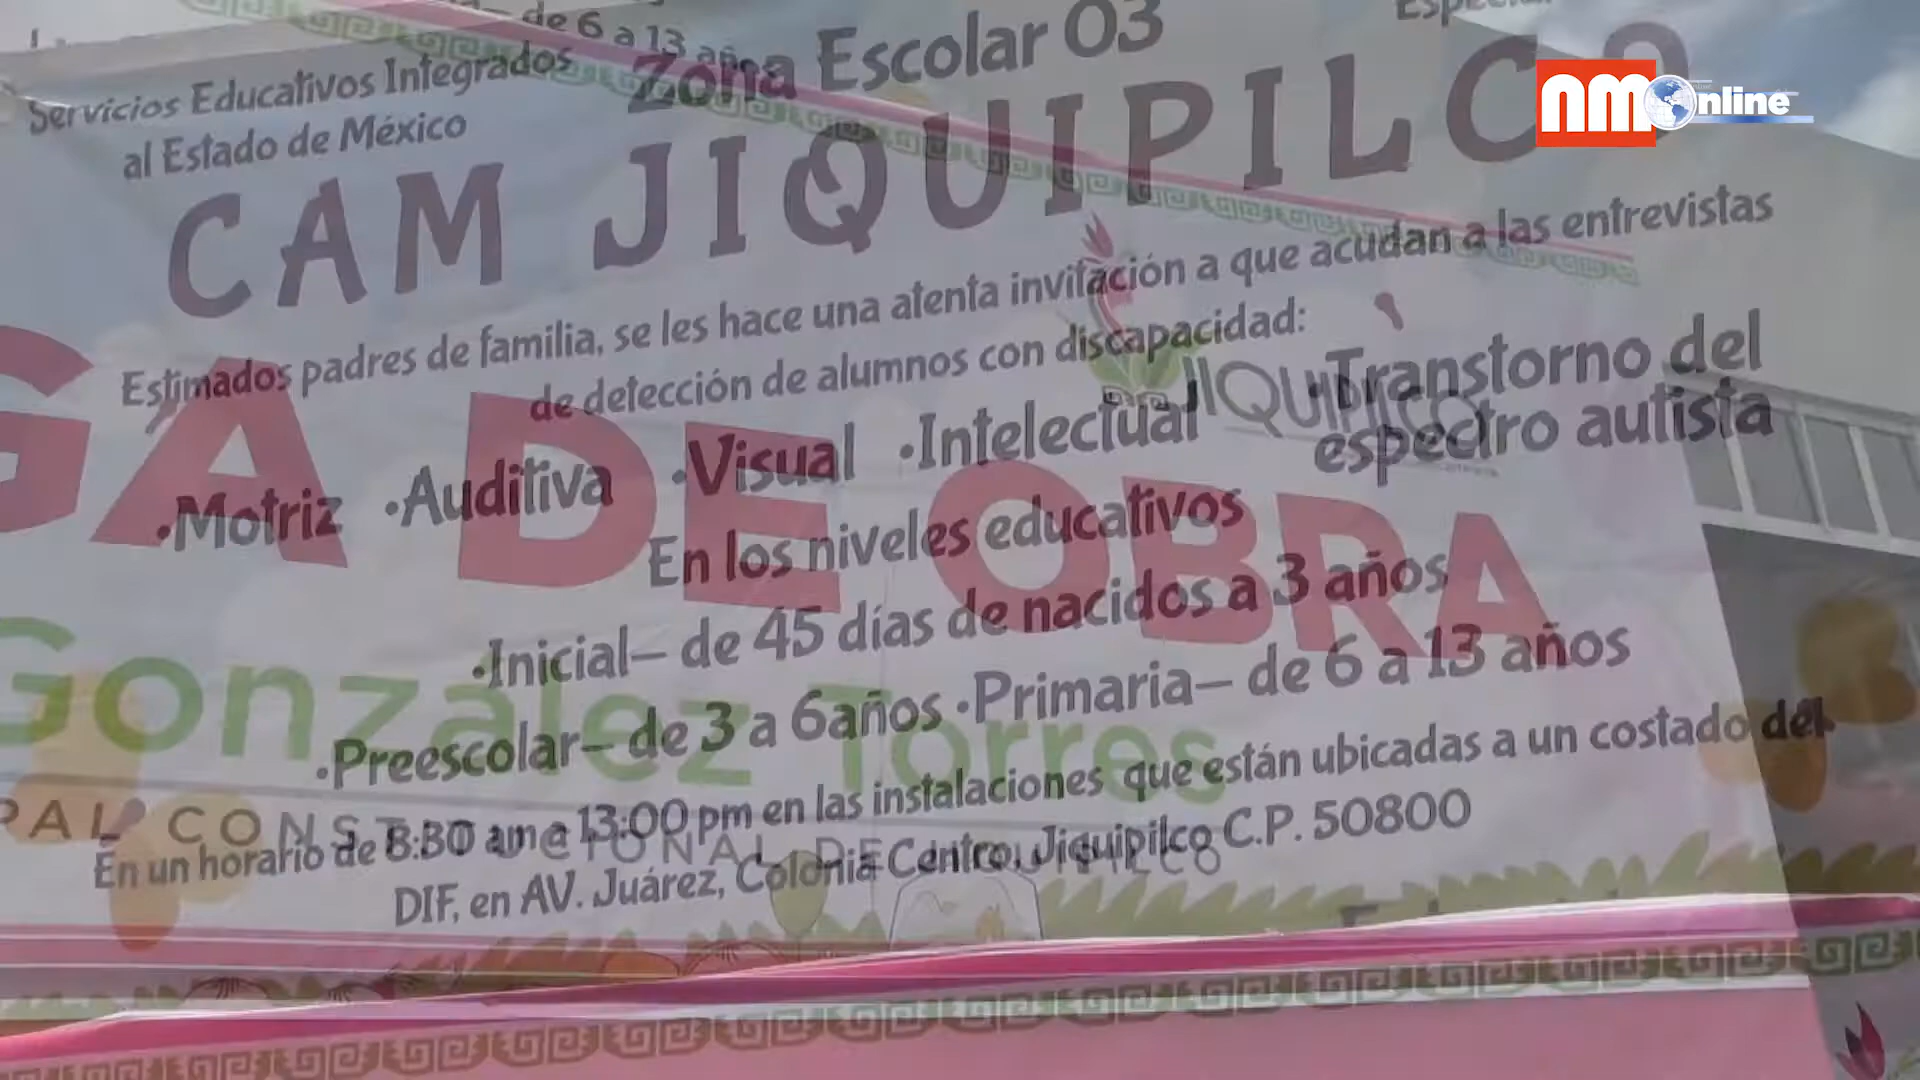 de 6 a 13 años
Zona Escolar 03
Servicios Educativos Integrados
al Estado de México
nmOnline
CAM JIQUIPILCO
Estimados padres de familia, se les hace una atenta invitación a que acudan a las entrevistas
de detección de alumnos con discapacidad:
•Motriz •Auditiva •Visual •Intelectual •Transtorno del
espectro autista
JIQUIPILCO
GA DE OBRA
En los niveles educativos
•Inicial– de 45 días de nacidos a 3 años
•Preescolar– de 3 a 6años •Primaria– de 6 a 13 años
González Torres
En un horario de 8:30 am a 13:00 pm en las instalaciones que están ubicadas a un costado del
DIF, en AV. Juárez, Colonia Centro, Jiquipilco C.P. 50800
PAL CONSTITUCIONAL DE JIQUIPILCO